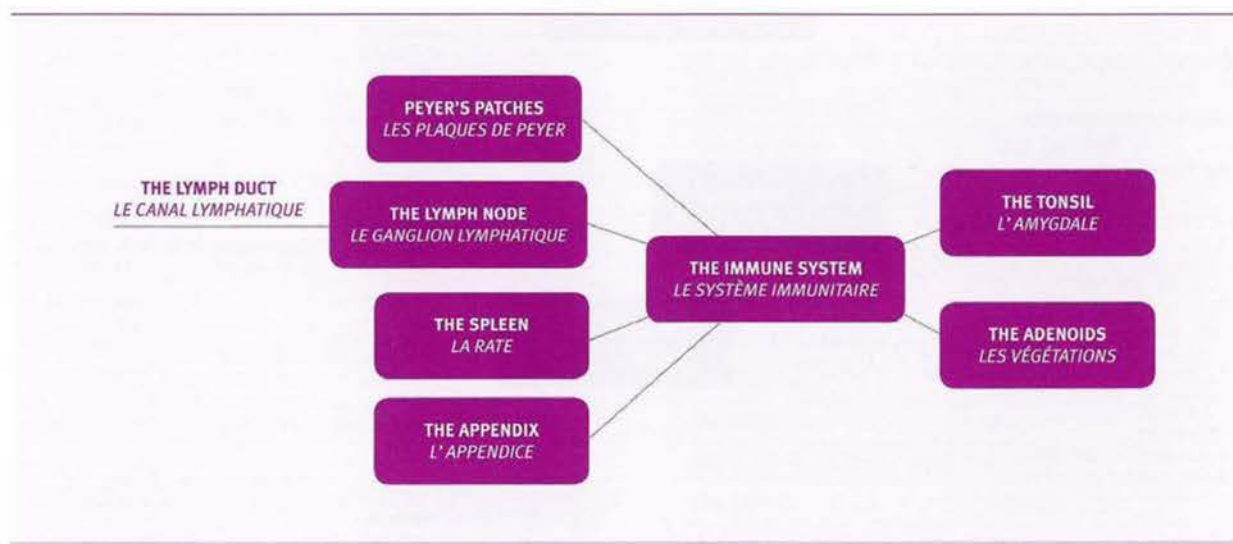 PEYER'S PATCHES
LES PLAQUES DE PEYER
THE LYMPH DUCT
LE CANAL LYMPHATIQUE
THE LYMPH NODE
LE GANGLION LYMPHATIQUE
THE SPLEEN
LA RATE
THE APPENDIX
L' APPENDICE
THE IMMUNE SYSTEM
LE SYSTÈME IMMUNITAIRE
THE TONSIL
L' AMYGDALE
THE ADENOIDS
LES VÉGÉTATIONS